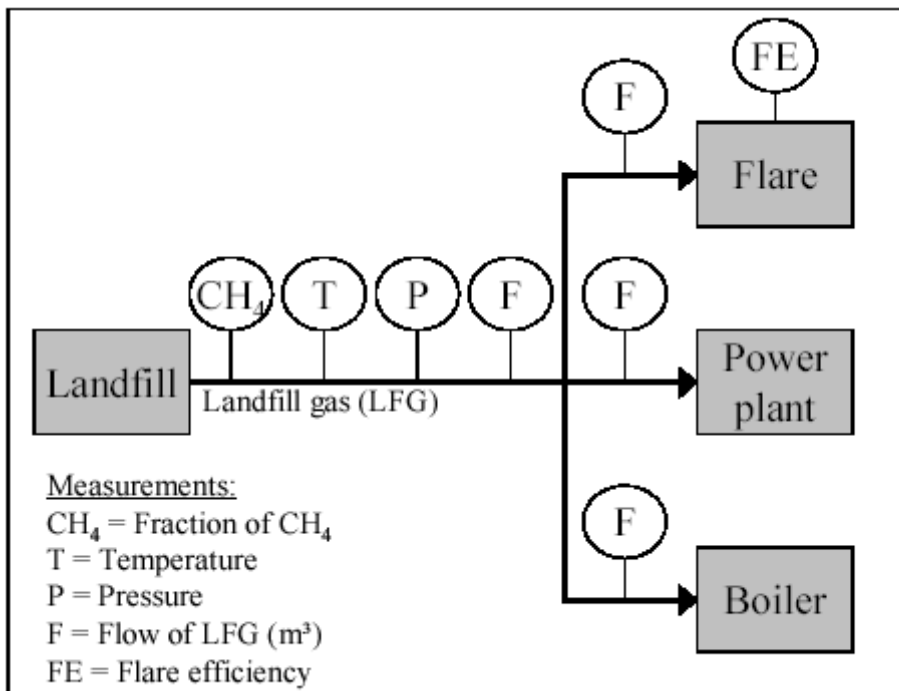 FE
F
Flare
CH₄ T P F F
Landfill
Power
plant
Landfill gas (LFG)
Measurements:
CH₄ = Fraction of CH₄
T = Temperature
P = Pressure
F = Flow of LFG (m³)
FE = Flare efficiency
F
Boiler